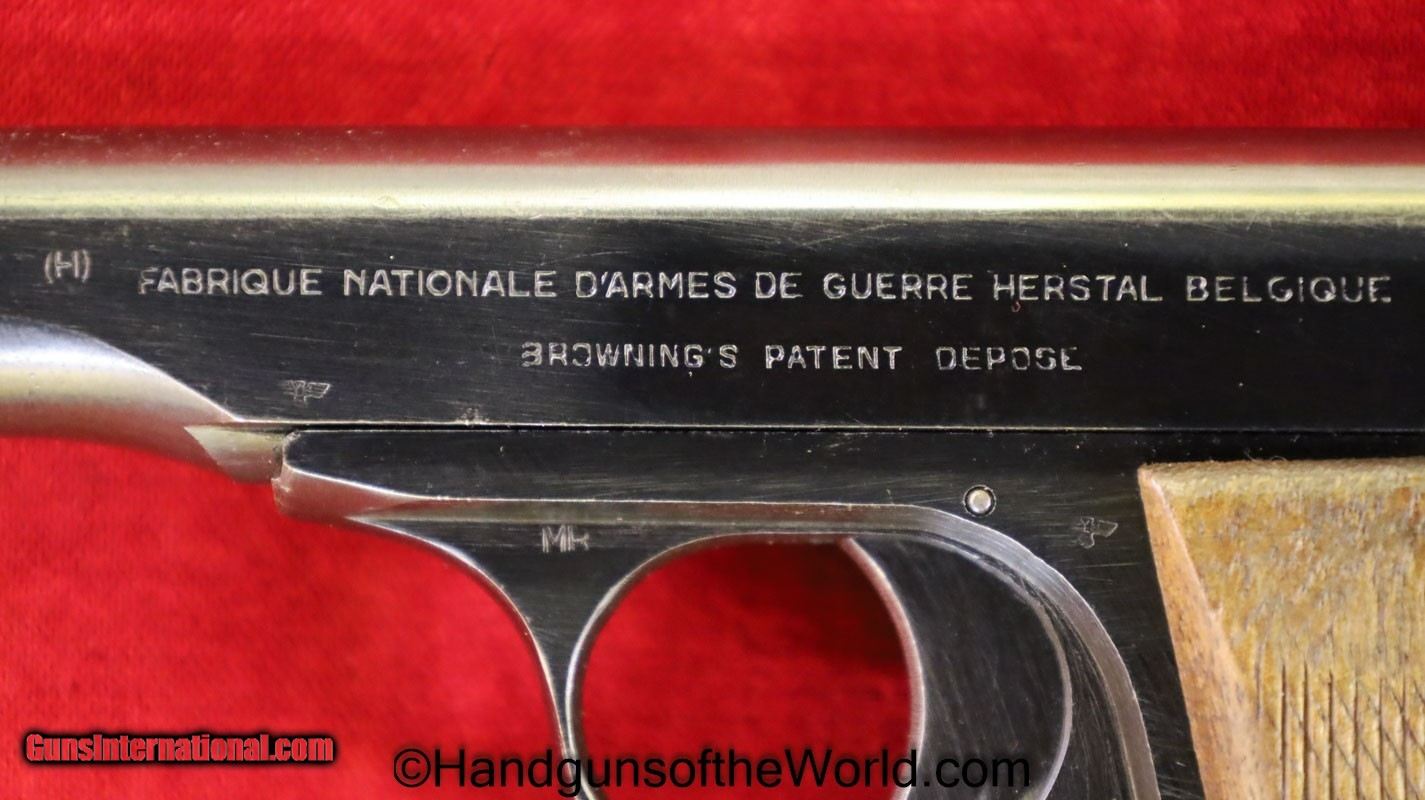 (H) FABRIQUE NATIONALE D'ARMES DE GUERRE HERSTAL BELGIQUE
BROWNING'S PATENT DEPOSE
MR
GunsInternational.com
©HandgunsoftheWorld.com